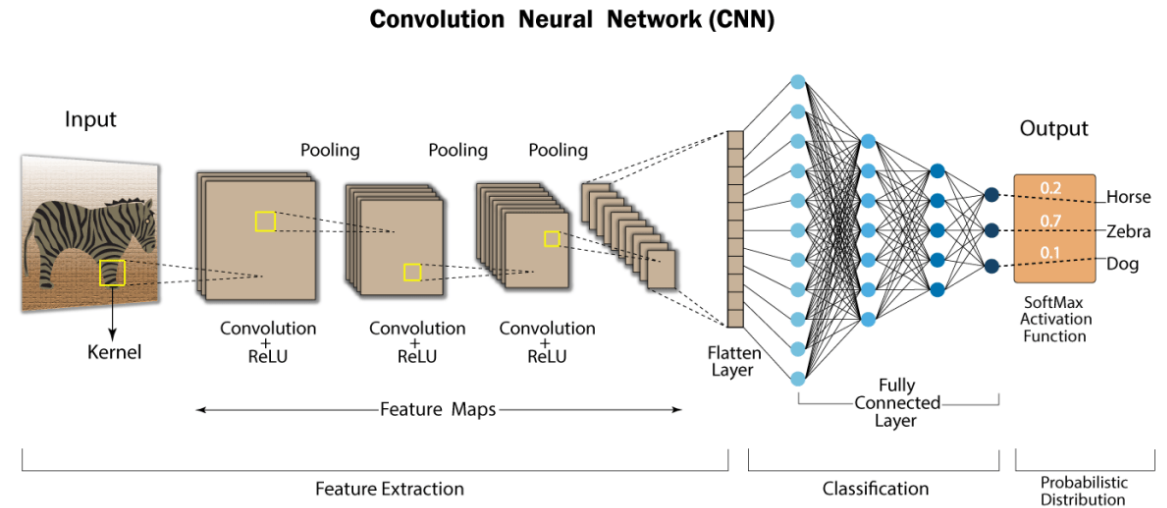 Convolution Neural Network (CNN)
Input
Output
Pooling
Pooling
Pooling
Kernel
Convolution
+
ReLU
Convolution
+
ReLU
Convolution
+
ReLU
Flatten
Layer
0.2
0.7
0.1
Horse
Zebra
Dog
SoftMax
Activation
Function
Feature Maps
Fully
Connected
Layer
Feature Extraction
Classification
Probabilistic
Distribution